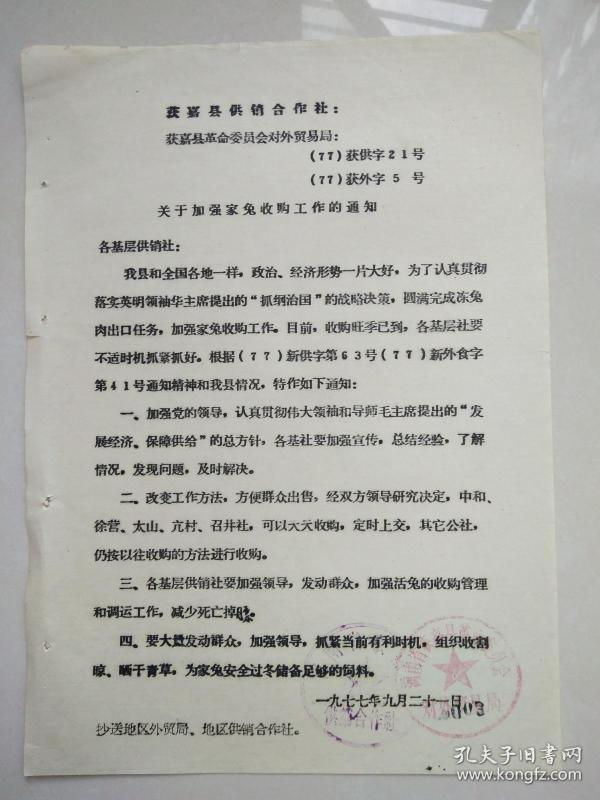 获嘉县供销合作社：
获嘉县革命委员会对外贸易局：
(77)获供字21号
(77)获外字5 号
关于加强家兔收购工作的通知
各基层供销社：
我县和全国各地一样，政治、经济形势一片大好，为了认真贯彻
落实英明领袖华主席提出的“抓纲治国”的战略决策，圆满完成冻兔
肉出口任务，加强家兔收购工作。目前，收购旺季已到，各基层社要
不适时机抓紧抓好。根据(77)新供字第63号(77)新外食字
第41号通知精神和我县情况，特作如下通知：
一、加强党的领导，认真贯彻伟大领袖和导师毛主席提出的“发
展经济、保障供给”的总方针，各基社要加强宣传，总结经验，了解
情况，发现问题，及时解决。
二、改变工作方法，方便群众出售，经双方领导研究决定，中和、
徐营、太山、亢村、召井社，可以天天收购，定时上交，其它公社，
仍按以往收购的方法进行收购。
三、各基层供销社要加强领导，发动群众，加强活兔的收购管理
和调运工作，减少死亡掉膘。
四、要大量发动群众，加强领导，抓紧当前有利时机，组织收割
晾、晒干青草，为家兔安全过冬储备足够的饲料。
一九七七年九月二十一日
供销合作社
对外贸易局
0003
抄送地区外贸局、地区供销合作社。
孔夫子旧书网
www.kongfz.com